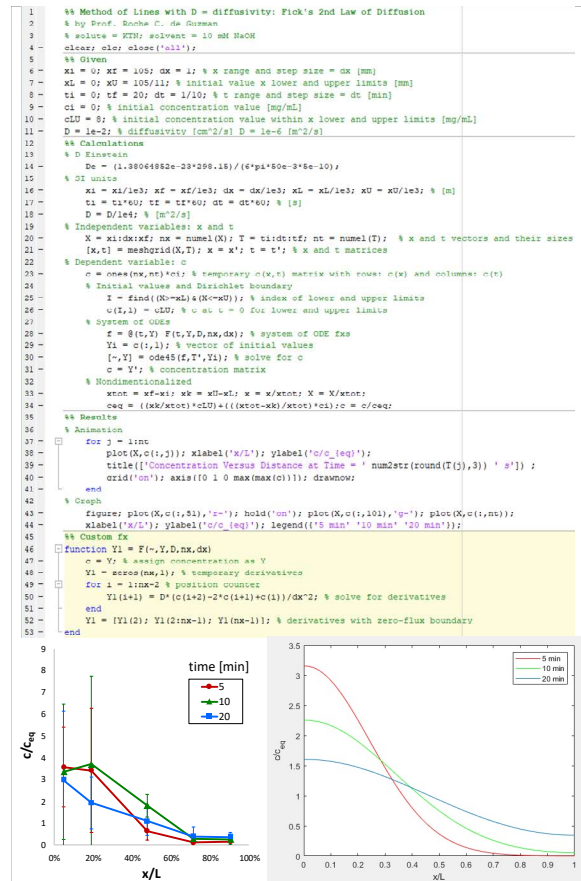 1 %% Method of Lines with D = diffusivity: Fick's 2nd Law of Diffusion
2 % by Prof. Roche C. de Guzman
3 % solute = KTN; solvent = 10 mM NaOH
4 - clear; clc; close('all');
5 %% Given
6 - xi = 0; xf = 105; dx = 1; % x range and step size = dx [mm]
7 - xL = 0; xU = 105/11; % initial value x lower and upper limits [mm]
8 - ti = 0; tf = 20; dt = 1/10; % t range and step size = dt [min]
9 - ci = 0; % initial concentration value [mg/mL]
10 - cLU = 8; % initial concentration value within x lower and upper limits [mg/mL]
11 - D = 1e-2; % diffusivity [cm^2/s] D = 1e-6 [m^2/s]
12 %% Calculations
13 % D Einstein
14 - De = (1.38064852e-23*298.15)/(6*pi*50e-3*5e-10);
15 % SI units
16 - xi = xi/1e3; xf = xf/1e3; dx = dx/1e3; xL = xL/1e3; xU = xU/1e3; % [m]
17 - ti = ti*60; tf = tf*60; dt = dt*60; % [s]
18 - D = D/1e4; % [m^2/s]
19 % Independent variables: x and t
20 - X = xi:dx:xf; nx = numel(X); T = ti:dt:tf; nt = numel(T); % x and t vectors and their sizes
21 - [x,t] = meshgrid(X,T); x = x'; t = t'; % x and t matrices
22 % Dependent variable: c
23 - c = ones(nx,nt)*ci; % temporary c(x,t) matrix with rows: c(x) and columns: c(t)
24 % Initial values and Dirichlet boundary
25 - I = find((X>=xL)&(X<=xU)); % index of lower and upper limits
26 - c(I,1) = cLU; % c at t = 0 for lower and upper limits
27 % System of ODEs
28 - f = @(t,Y) F(t,Y,D,nx,dx); % system of ODE fxs
29 - Yi = c(:,1); % vector of initial values
30 - [~,Y] = ode45(f,T',Yi); % solve for c
31 - c = Y'; % concentration matrix
32 % Nondimentionalized
33 - xtot = xf-xi; xk = xU-xL; x = x/xtot; X = X/xtot;
34 - ceq = ((xk/xtot)*cLU)+(((xtot-xk)/xtot)*ci);c = c/ceq;
35 %% Results
36 % Animation
37 - for j = 1:nt
38 - plot(X,c(:,j)); xlabel('x/L'); ylabel('c/c_{eq}');
39 - title(['Concentration Versus Distance at Time = ' num2str(round(T(j),3)) ' s']) ;
40 - grid('on'); axis([0 1 0 max(max(c))]); drawnow;
41 - end
42 % Graph
43 - figure; plot(X,c(:,51),'r-'); hold('on'); plot(X,c(:,101),'g-'); plot(X,c(:,nt));
44 - xlabel('x/L'); ylabel('c/c_{eq}'); legend({'5 min' '10 min' '20 min'});
45 %% Custom fx
46 function Y1 = F(~,Y,D,nx,dx)
47 - c = Y; % assign concentration as Y
48 - Y1 = zeros(nx,1); % temporary derivatives
49 - for i = 1:nx-2 % position counter
50 - Y1(i+1) = D*(c(i+2)-2*c(i+1)+c(i))/dx^2; % solve for derivatives
51 - end
52 - Y1 = [Y1(2); Y1(2:nx-1); Y1(nx-1)]; % derivatives with zero-flux boundary
53 - end
9
8
7
6
5
4
3
2
1
0
c/ceq
time [min]
5
10
20
0% 20% 40% 60% 80% 100%
x/L
3.5
3
2.5
2
1.5
1
0.5
0
c/ceq
5 min
10 min
20 min
0 0.1 0.2 0.3 0.4 0.5 0.6 0.7 0.8 0.9 1
x/L